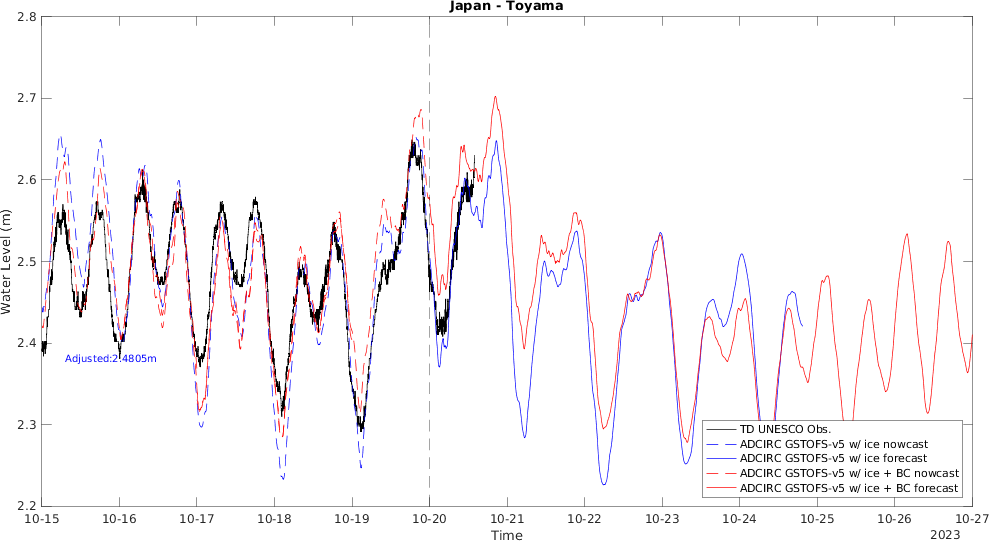 Japan - Toyama
2.8
2.7
2.6
2.5
2.4
2.3
2.2
Water Level (m)
Adjusted:2.4805m
TD UNESCO Obs.
ADCIRC GSTOFS-v5 w/ ice nowcast
ADCIRC GSTOFS-v5 w/ ice forecast
ADCIRC GSTOFS-v5 w/ ice + BC nowcast
ADCIRC GSTOFS-v5 w/ ice + BC forecast
10-15 10-16 10-17 10-18 10-19 10-20 10-21 10-22 10-23 10-24 10-25 10-26 10-27
Time
2023